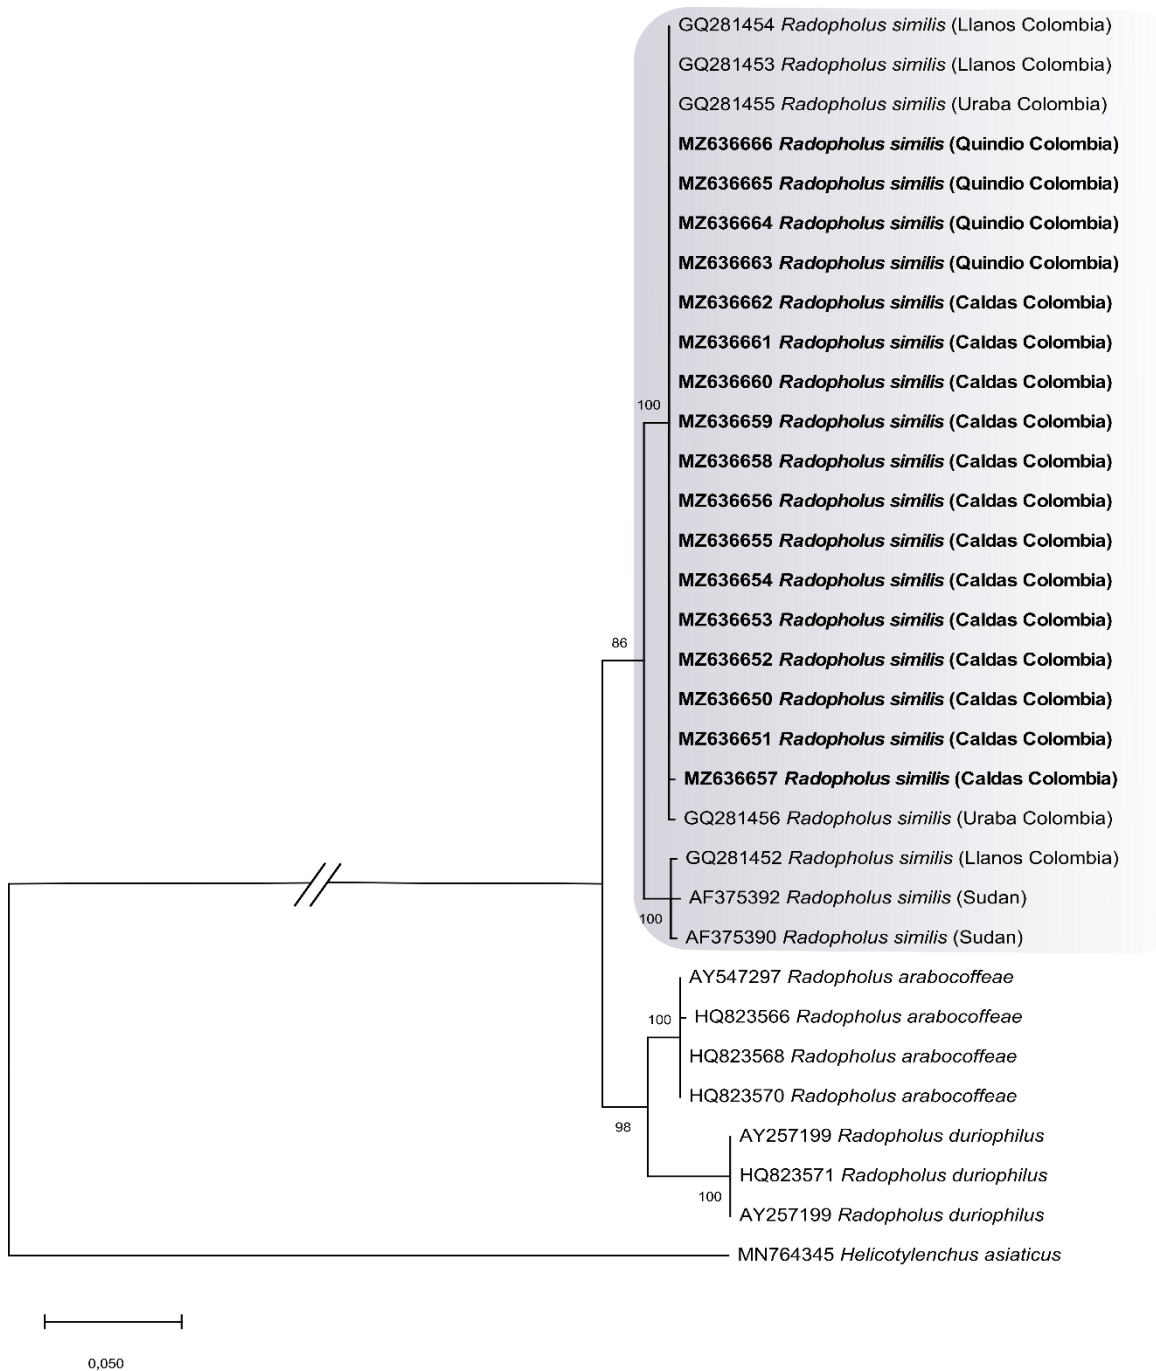 GQ281454 Radopholus similis (Llanos Colombia)
GQ281453 Radopholus similis (Llanos Colombia)
GQ281455 Radopholus similis (Uraba Colombia)
MZ636666 Radopholus similis (Quindio Colombia)
MZ636665 Radopholus similis (Quindio Colombia)
MZ636664 Radopholus similis (Quindio Colombia)
MZ636663 Radopholus similis (Quindio Colombia)
MZ636662 Radopholus similis (Caldas Colombia)
MZ636661 Radopholus similis (Caldas Colombia)
MZ636660 Radopholus similis (Caldas Colombia)
100
MZ636659 Radopholus similis (Caldas Colombia)
MZ636658 Radopholus similis (Caldas Colombia)
MZ636656 Radopholus similis (Caldas Colombia)
MZ636655 Radopholus similis (Caldas Colombia)
MZ636654 Radopholus similis (Caldas Colombia)
MZ636653 Radopholus similis (Caldas Colombia)
86
MZ636652 Radopholus similis (Caldas Colombia)
MZ636650 Radopholus similis (Caldas Colombia)
MZ636651 Radopholus similis (Caldas Colombia)
MZ636657 Radopholus similis (Caldas Colombia)
GQ281456 Radopholus similis (Uraba Colombia)
GQ281452 Radopholus similis (Llanos Colombia)
AF375392 Radopholus similis (Sudan)
100
AF375390 Radopholus similis (Sudan)
AY547297 Radopholus arabocoffeae
100
HQ823566 Radopholus arabocoffeae
HQ823568 Radopholus arabocoffeae
HQ823570 Radopholus arabocoffeae
98
AY257199 Radopholus duriophilus
HQ823571 Radopholus duriophilus
100
AY257199 Radopholus duriophilus
MN764345 Helicotylenchus asiaticus
0,050